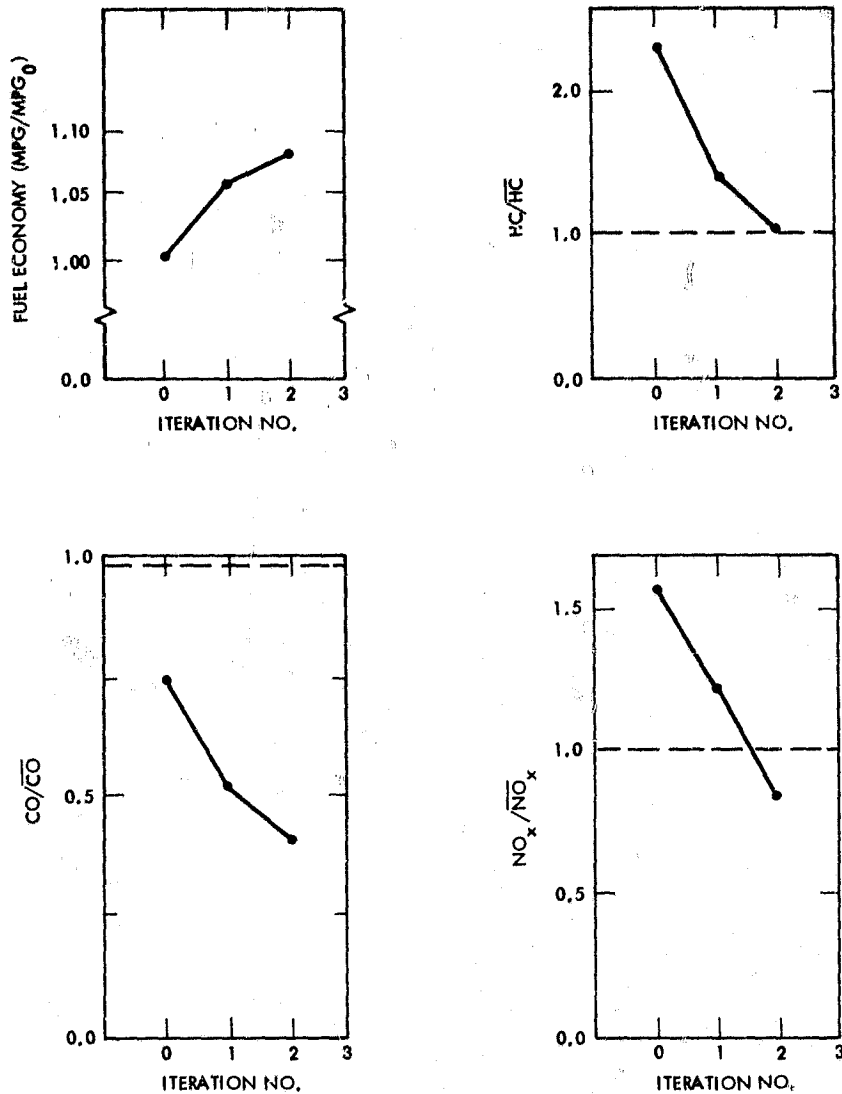 FUEL ECONOMY (MPG/MPG₀)
1.10
1.05
1.00
0.0
0 1 2 3
ITERATION NO.
HC/H̅C̅
2.0
1.0
0.0
0 1 2 3
ITERATION NO.
CO/C̅O̅
1.0
0.5
0.0
0 1 2 3
ITERATION NO.
NOₓ/N̅O̅ₓ
1.5
1.0
0.5
0.0
0 1 2 3
ITERATION NO.